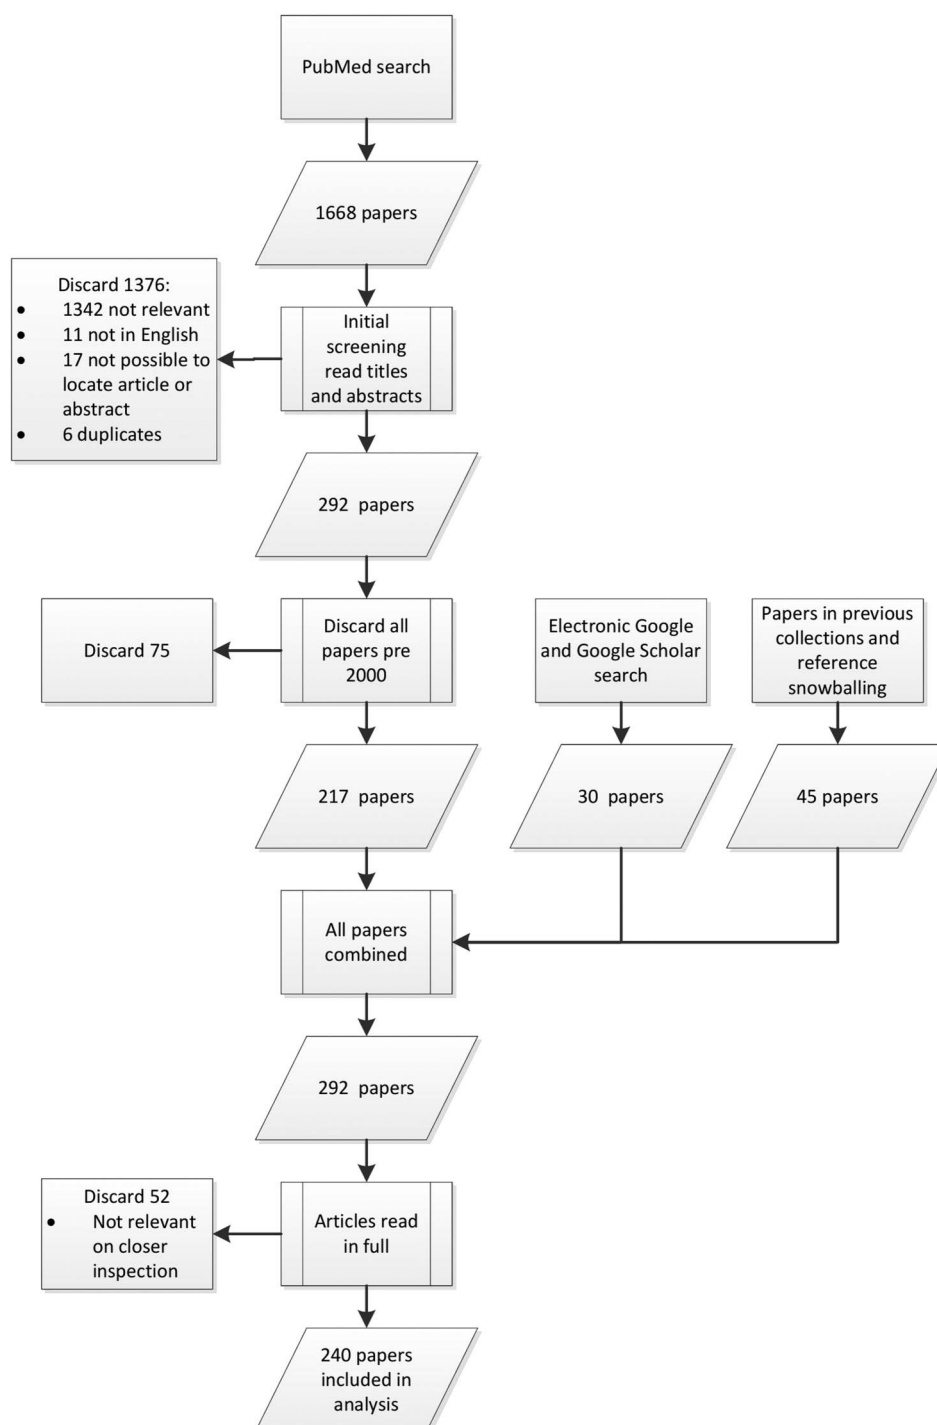 PubMed search
1668 papers
Discard 1376:
• 1342 not relevant
• 11 not in English
• 17 not possible to
locate article or
abstract
• 6 duplicates
Initial
screening
read titles
and abstracts
292 papers
Discard 75
Discard all
papers pre
2000
Electronic Google
and Google Scholar
search
Papers in previous
collections and
reference
snowballing
217 papers
30 papers
45 papers
All papers
combined
292 papers
Discard 52
• Not relevant
on closer
inspection
Articles read
in full
240 papers
included in
analysis